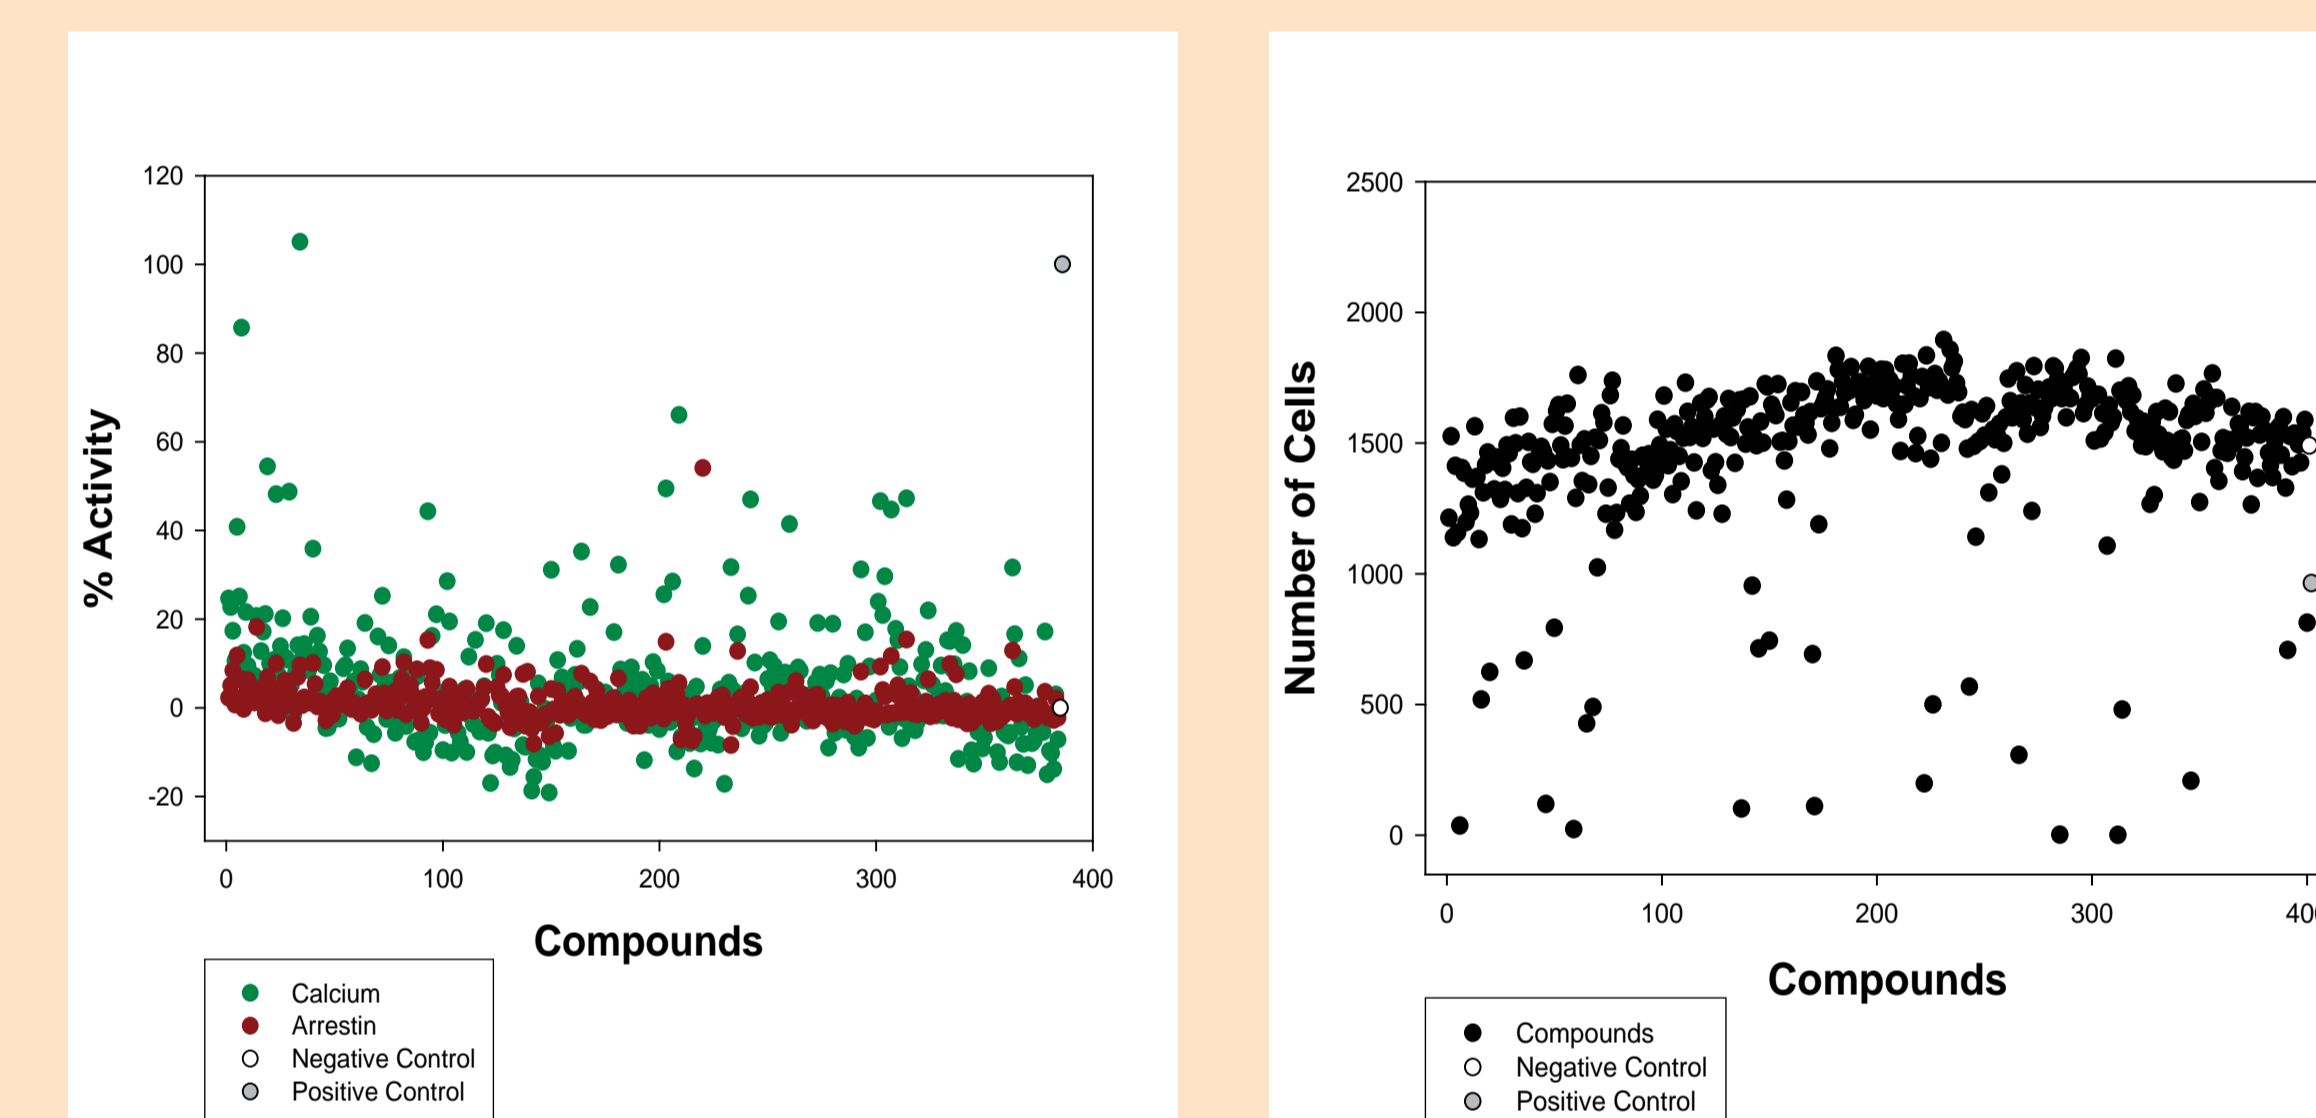 120
100
80
60
40
20
0
-20
% Activity
0 100 200 300 400
Compounds
Calcium
Arrestin
Negative Control
Positive Control
2500
2000
1500
1000
500
0
Number of Cells
0 100 200 300 40
Compounds
Compounds
Negative Control
Positive Control